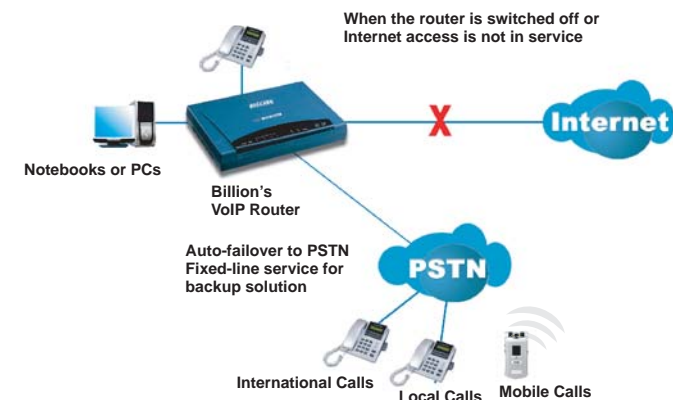 When the router is switched off or
Internet access is not in service
Internet
Notebooks or PCs
Billion's
VoIP Router
Auto-failover to PSTN
Fixed-line service for
backup solution
PSTN
International Calls
Local Calls
Mobile Calls